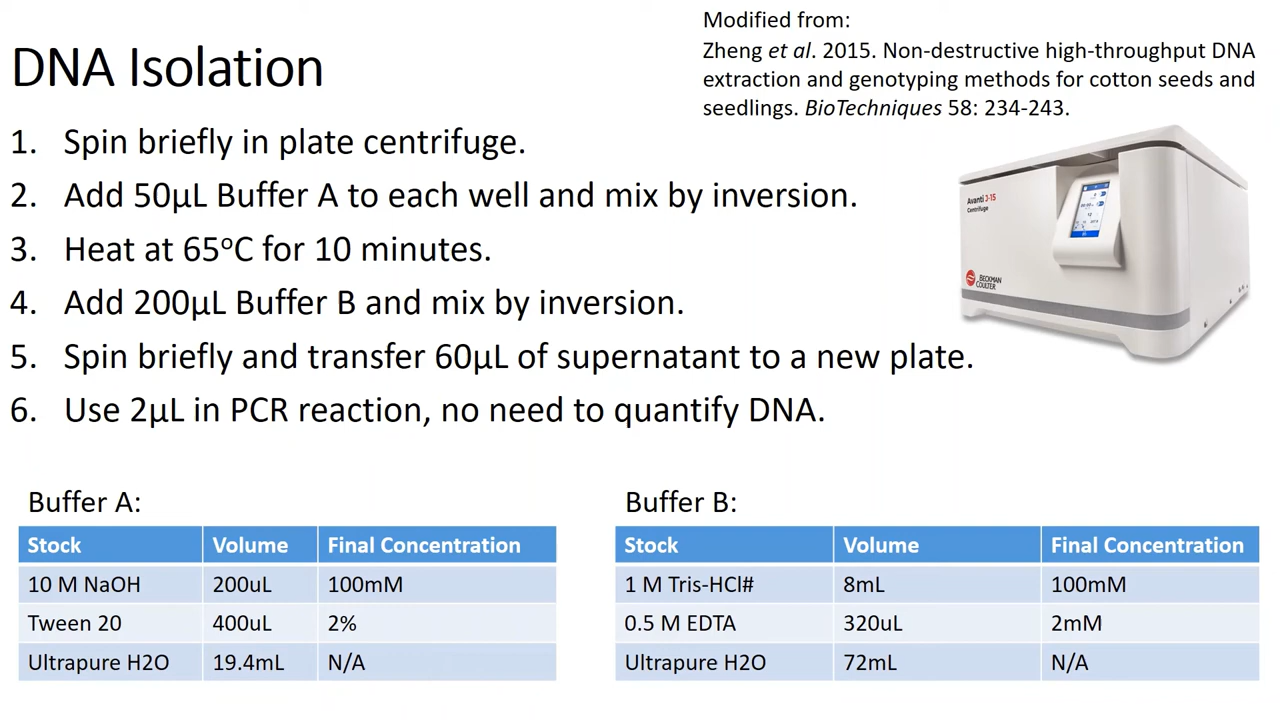 DNA Isolation
Modified from:
Zheng et al. 2015. Non-destructive high-throughput DNA
extraction and genotyping methods for cotton seeds and
seedlings. BioTechniques 58: 234-243.
1. Spin briefly in plate centrifuge.
2. Add 50µL Buffer A to each well and mix by inversion.
3. Heat at 65°C for 10 minutes.
4. Add 200µL Buffer B and mix by inversion.
5. Spin briefly and transfer 60µL of supernatant to a new plate.
6. Use 2µL in PCR reaction, no need to quantify DNA.
Avanti J-15
Centrifuge
BECKMAN
COULTER
Buffer A:
Stock Volume Final Concentration
10 M NaOH 200uL 100mM
Tween 20 400uL 2%
Ultrapure H2O 19.4mL N/A
Buffer B:
Stock Volume Final Concentration
1 M Tris-HCl# 8mL 100mM
0.5 M EDTA 320uL 2mM
Ultrapure H2O 72mL N/A